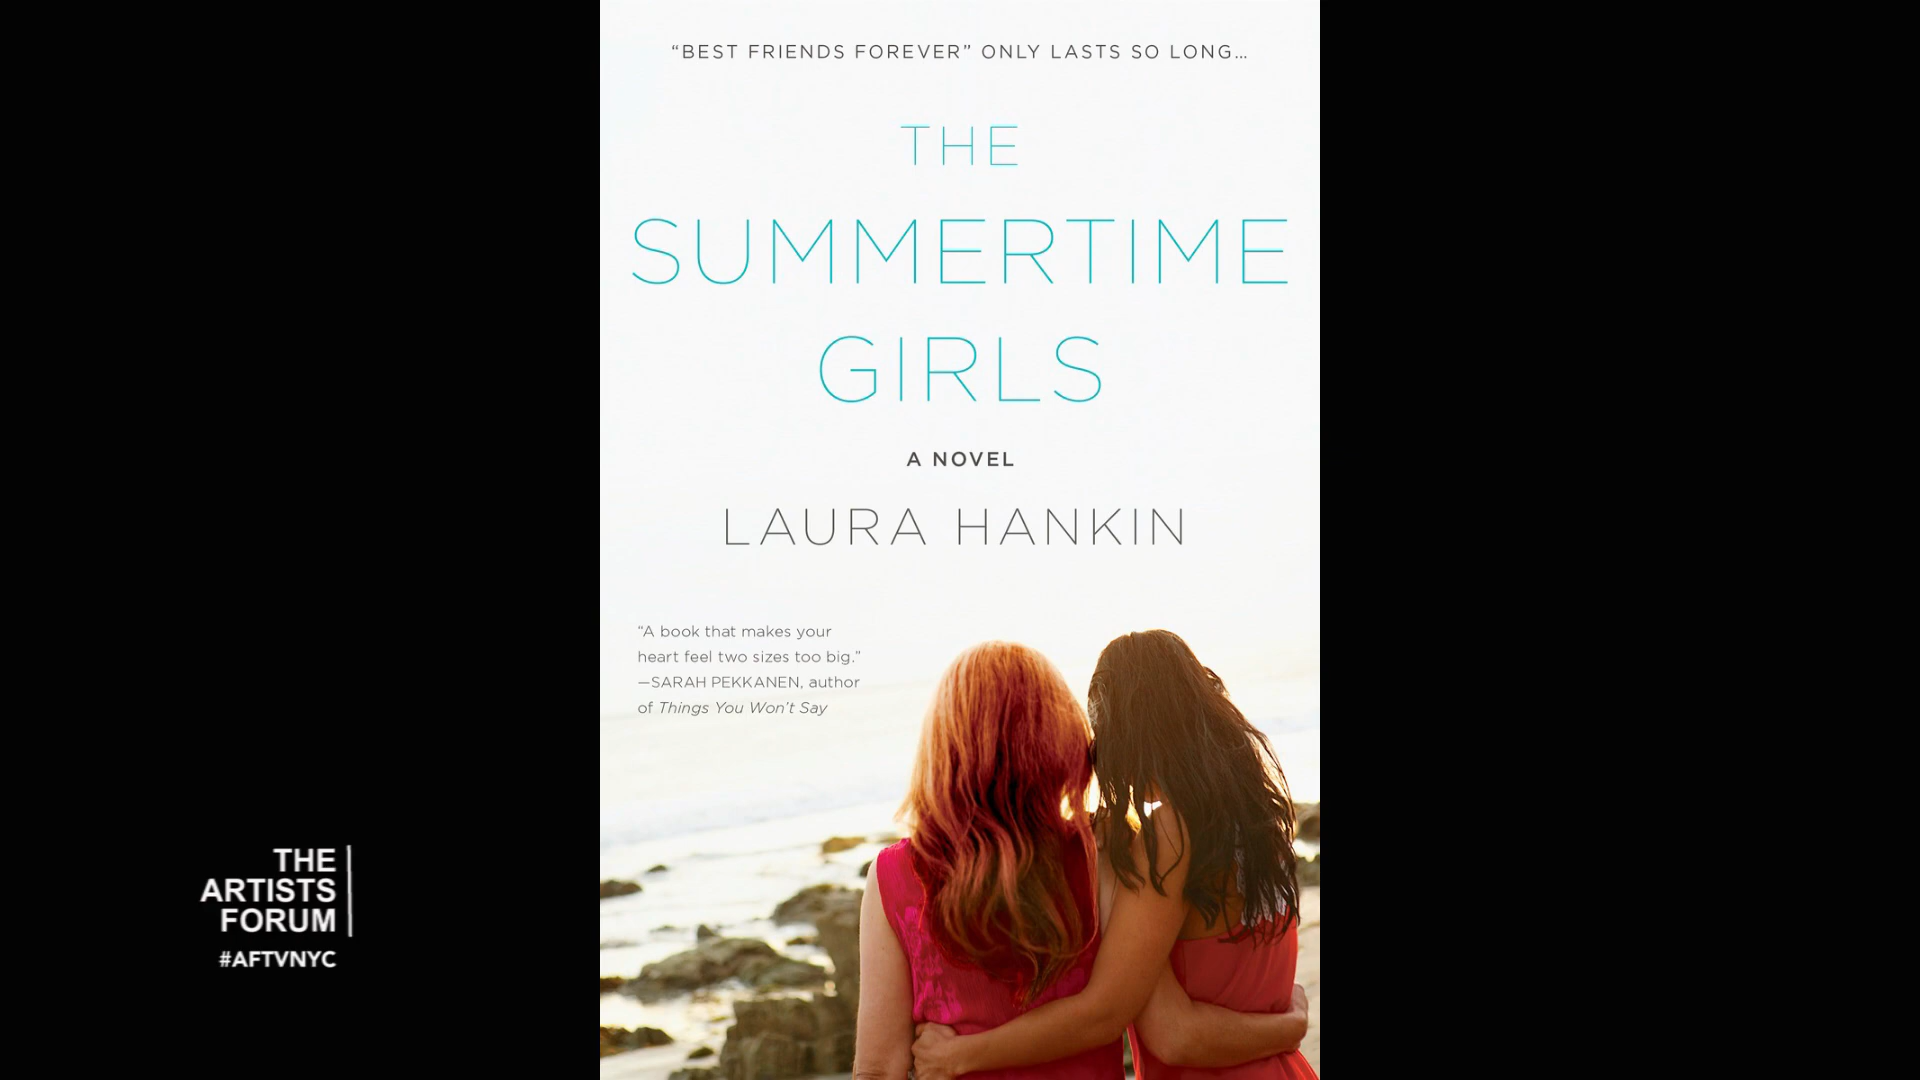 “BEST FRIENDS FOREVER” ONLY LASTS SO LONG...
THE
SUMMERTIME
GIRLS
A NOVEL
LAURA HANKIN
“A book that makes your
heart feel two sizes too big.”
—SARAH PEKKANEN, author
of Things You Won’t Say
THE
ARTISTS
FORUM
#AFTVNYC